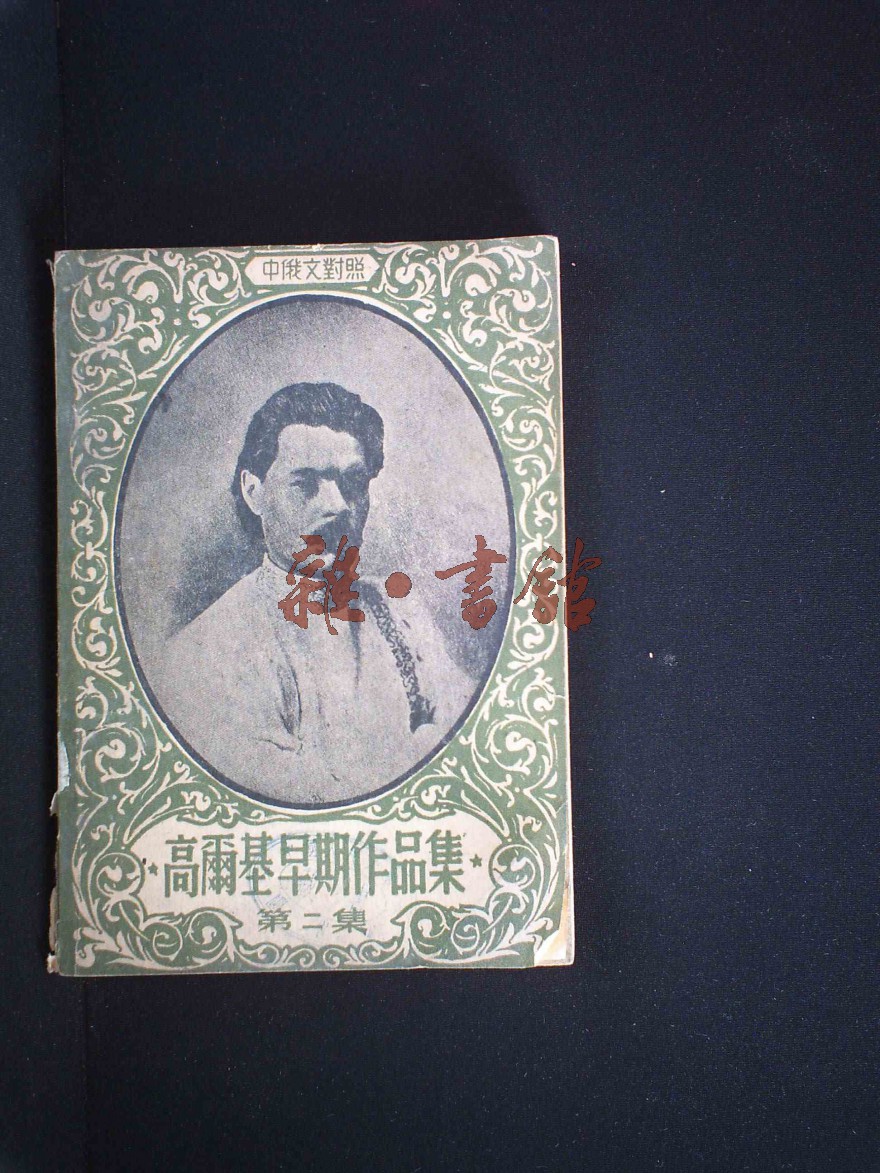 中俄文對照
雜·書館
高爾基早期作品集
第二集